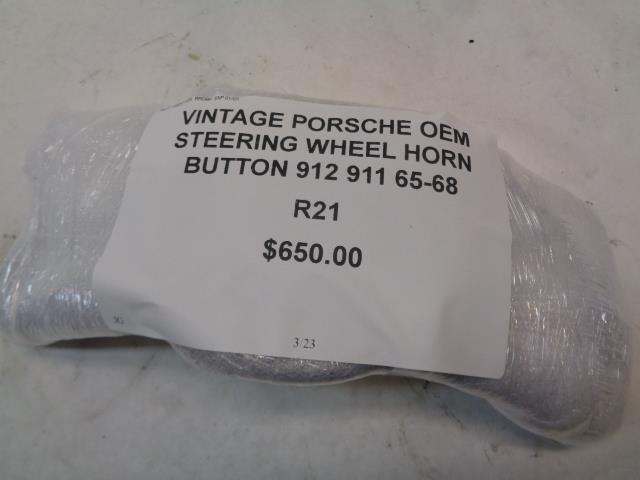 VINTAGE PORSCHE OEM
STEERING WHEEL HORN
BUTTON 912 911 65-68
R21
$650.00
3/23